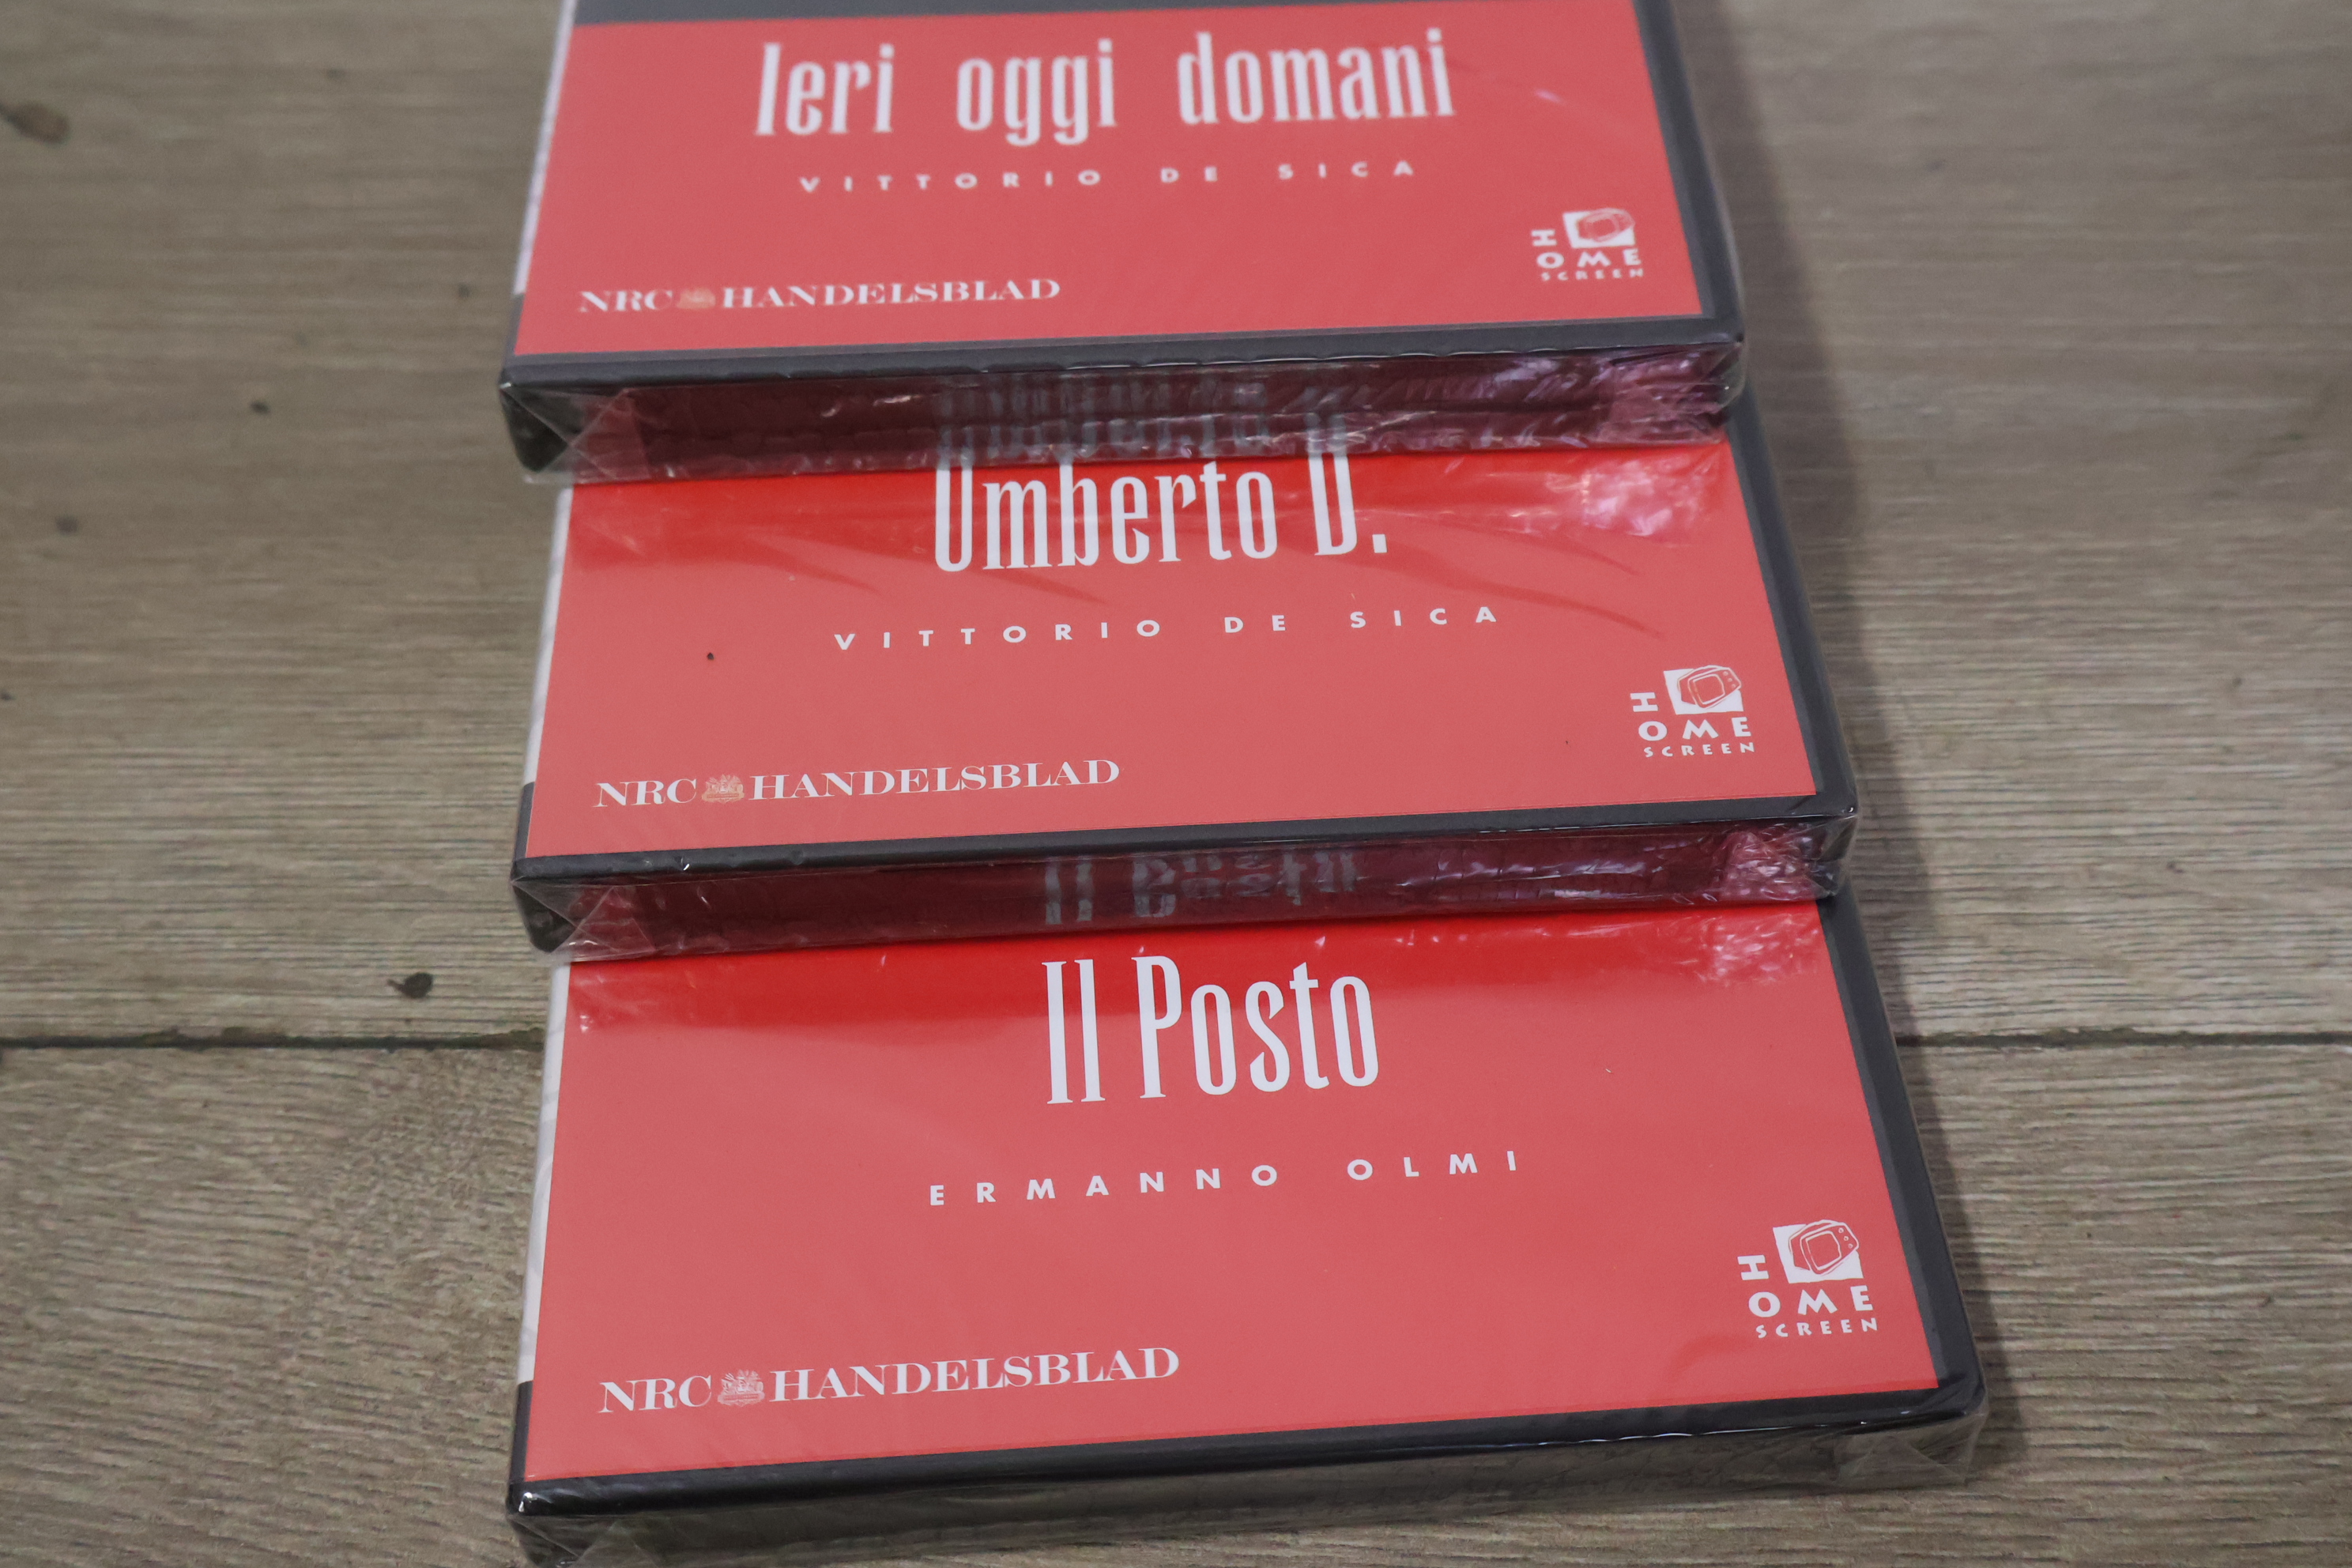 Ieri oggi domani
VITTORIO DE SICA
HOME
SCREEN
NRC HANDELSBLAD
Umberto D.
VITTORIO DE SICA
HOME
SCREEN
NRC HANDELSBLAD
Il Posto
ERMANNO OLMI
HOME
SCREEN
NRC HANDELSBLAD